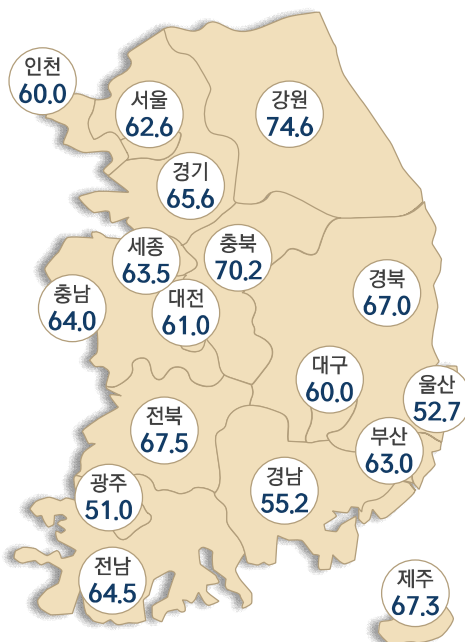 인천
60.0
서울
62.6
강원
74.6
경기
65.6
세종
63.5
충북
70.2
충남
64.0
대전
61.0
경북
67.0
대구
60.0
울산
52.7
전북
67.5
부산
63.0
광주
51.0
경남
55.2
전남
64.5
제주
67.3